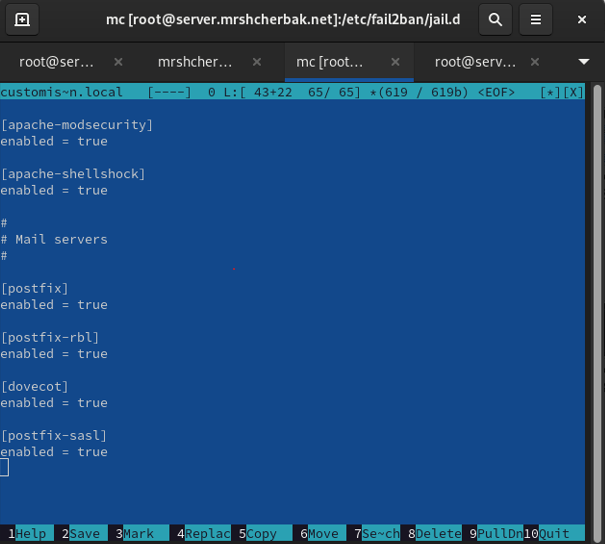 mc [root@server.mrshcherbak.net]:/etc/fail2ban/jail.d
root@ser... mrshcher... mc [root... root@serv...
customis~n.local [----] 0 L:[ 43+22 65/ 65] *(619 / 619b) <EOF> [*][X]
[apache-modsecurity]
enabled = true
[apache-shellshock]
enabled = true
#
# Mail servers
#
[postfix]
enabled = true
[postfix-rbl]
enabled = true
[dovecot]
enabled = true
[postfix-sasl]
enabled = true
1Help 2Save 3Mark 4Replac 5Copy 6Move 7Se~ch 8Delete 9PullDn 10Quit